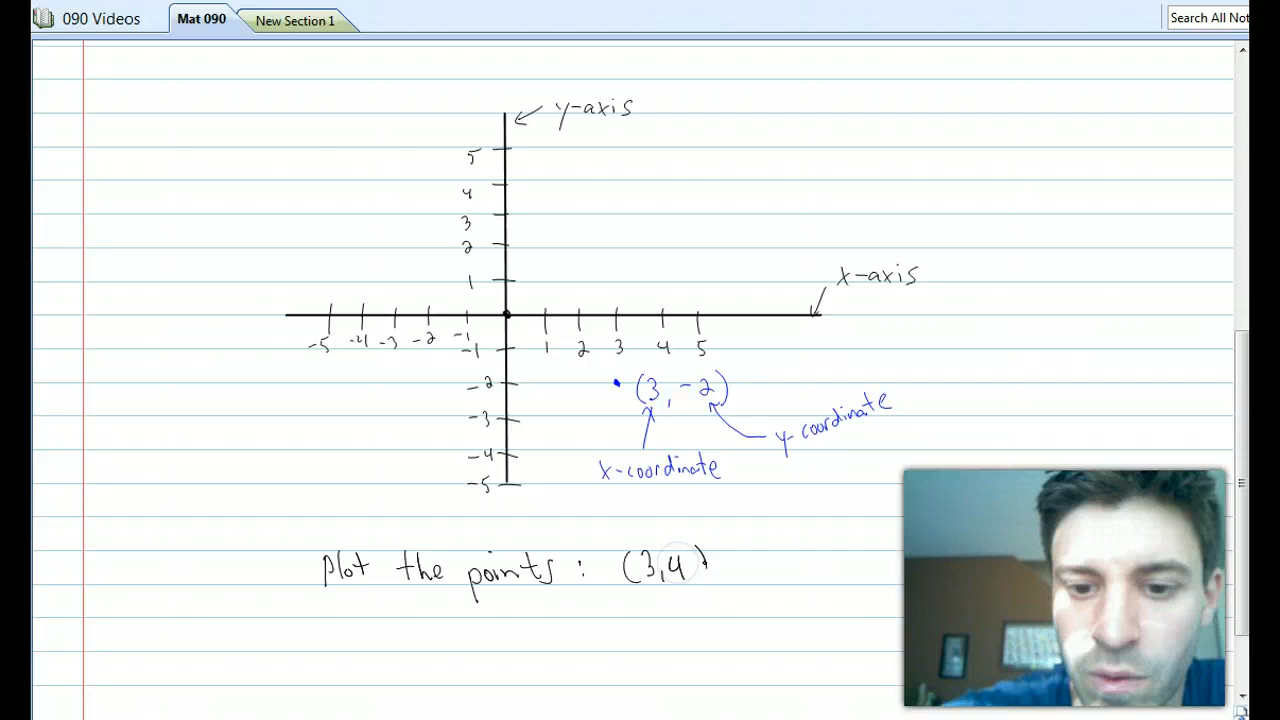 090 Videos Mat 090 New Section 1 Search All Not
y-axis
5
4
3
2
1
x-axis
-5 -4 -3 -2 -1 1 2 3 4 5
-1
-2
-3
-4
-5
(3, -2)
x-coordinate
y-coordinate
Plot the points : (3,4)